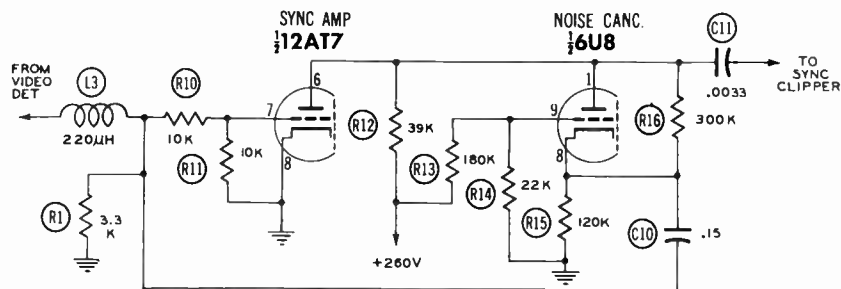 SYNC AMP
½12AT7
NOISE CANC.
½6U8
C11
FROM
VIDEO
DET
L3
R10
6
1
TO
SYNC
CLIPPER
.0033
7
R12
39K
9
R16
300K
220µH
10K
10K
R11
8
R13
180K
8
R14
22K
R1
3.3
K
R15
120K
C10
.15
+260V